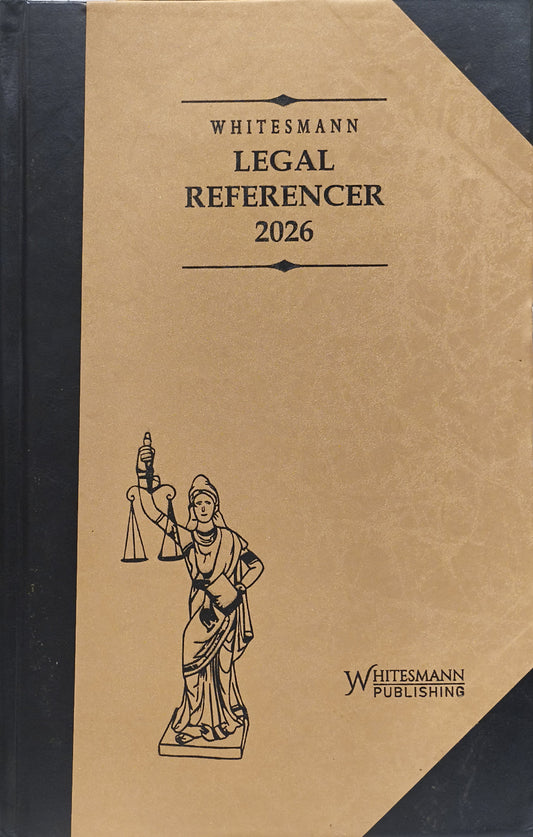 WHITESMANN
LEGAL
REFERENCER
2026
WHITESMANN
PUBLISHING